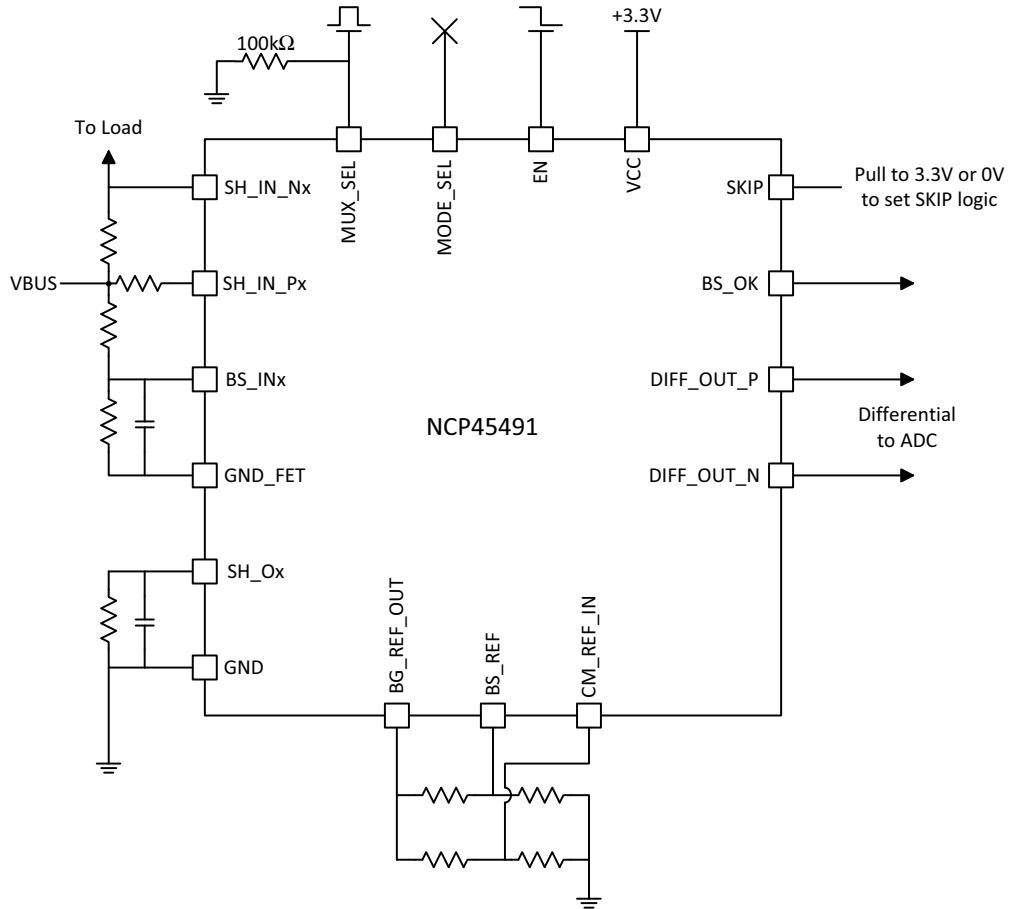 +3.3V
100kΩ
To Load
MUX_SEL
MODE_SEL
EN
VCC
SH_IN_Nx
SKIP
Pull to 3.3V or 0V
to set SKIP logic
VBUS
SH_IN_Px
BS_OK
BS_INx
DIFF_OUT_P
Differential
to ADC
NCP45491
GND_FET
DIFF_OUT_N
SH_Ox
GND
BG_REF_OUT
BS_REF
CM_REF_IN